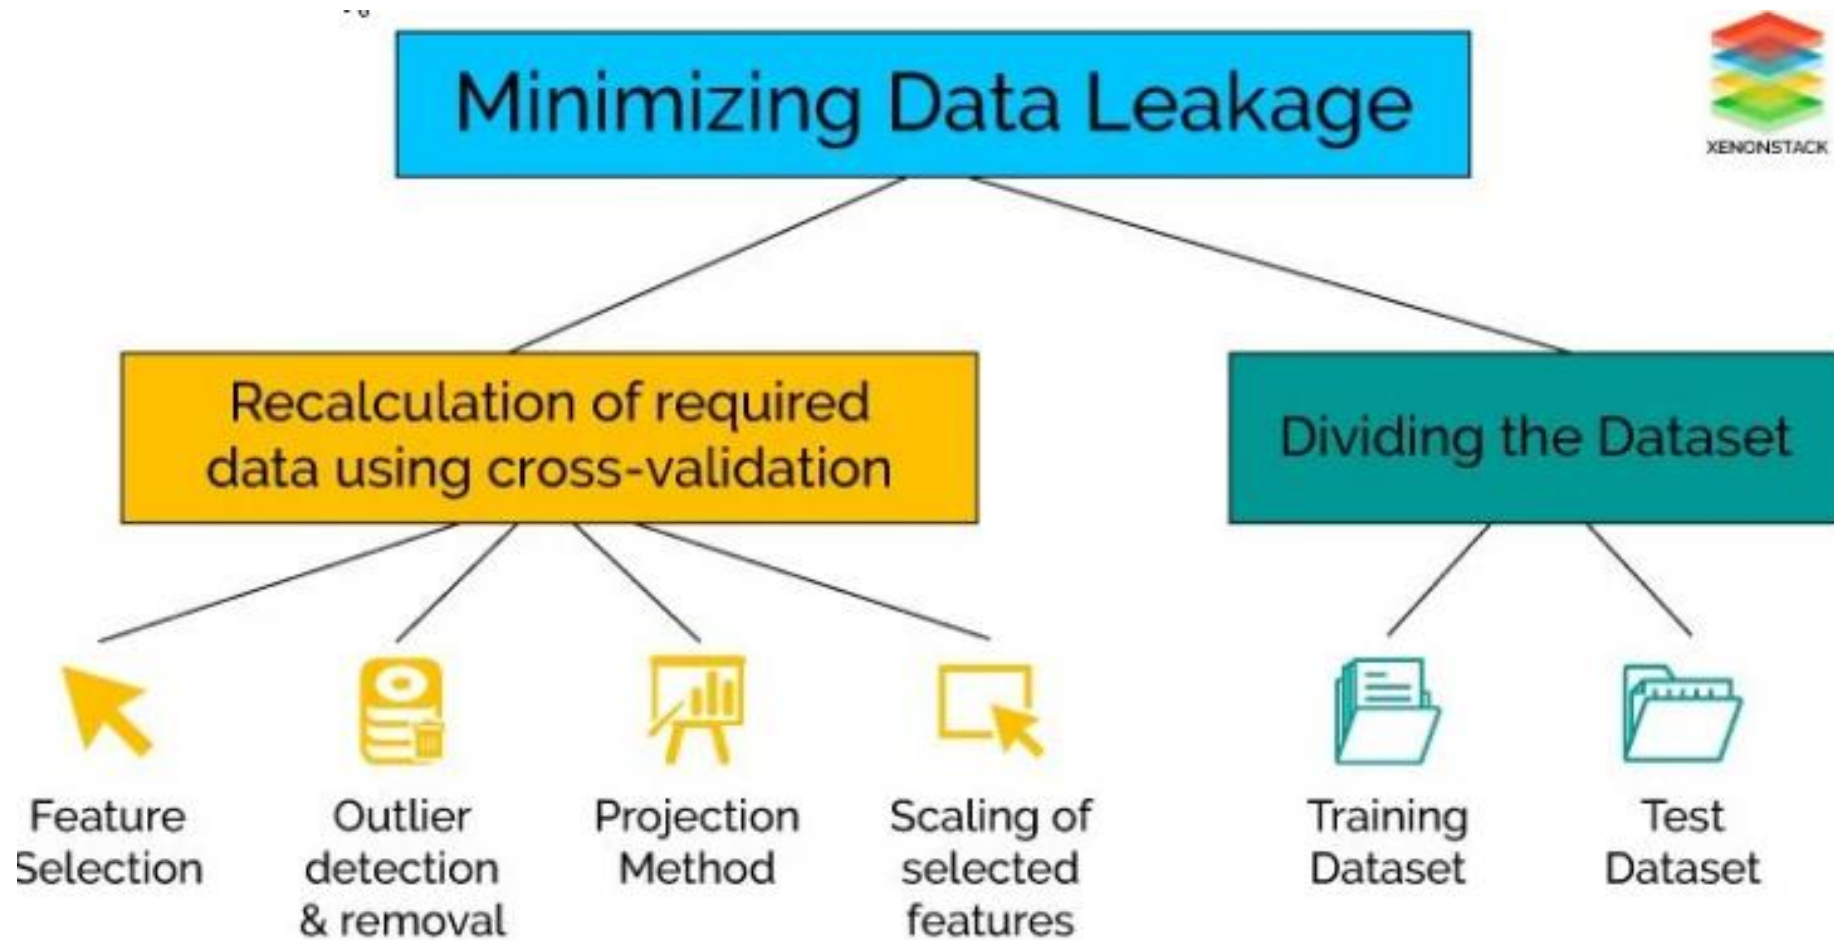 Minimizing Data Leakage
XENONSTACK
Recalculation of required
data using cross-validation
Dividing the Dataset
Feature
Selection
Outlier
detection
& removal
Projection
Method
Scaling of
selected
features
Training
Dataset
Test
Dataset